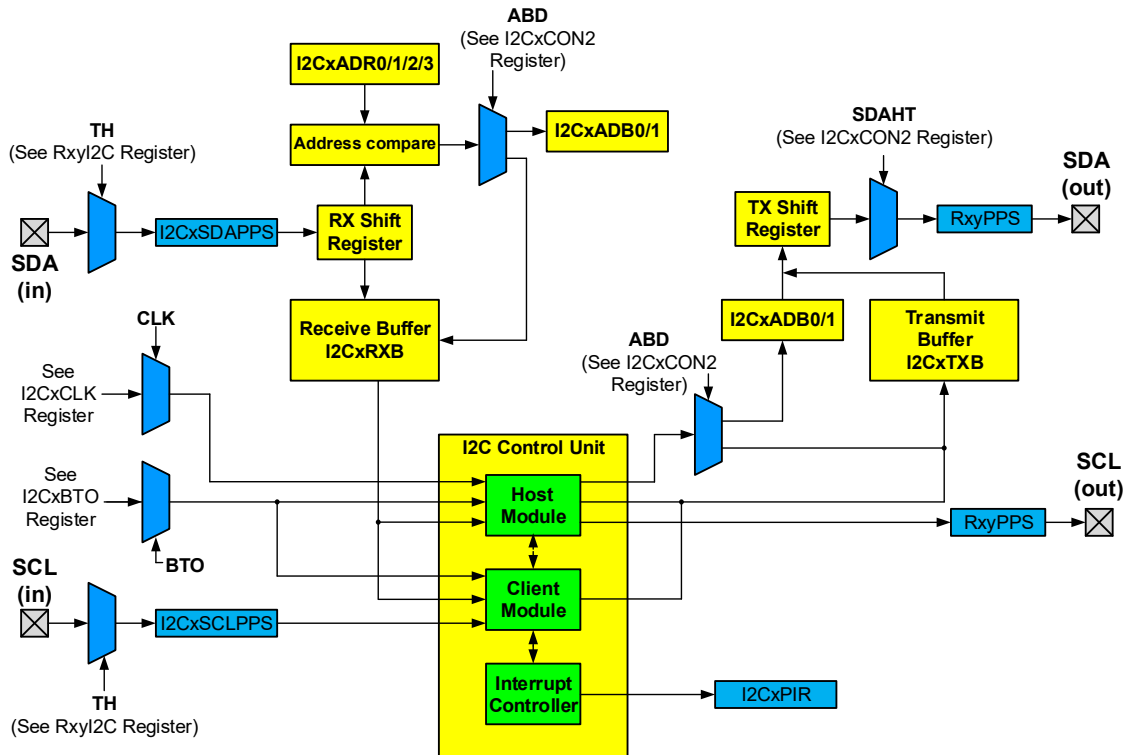 ABD
(See I2CxCON2
Register)
I2CxADR0/1/2/3
TH
(See RxyI2C Register)
Address compare
I2CxADB0/1
SDAHT
(See I2CxCON2 Register)
SDA
(out)
I2CxSDAPPS
RX Shift
Register
TX Shift
Register
RxyPPS
SDA
(in)
Receive Buffer
I2CxRXB
I2CxADB0/1
Transmit
Buffer
I2CxTXB
CLK
See
I2CxCLK
Register
ABD
(See I2CxCON2
Register)
I2C Control Unit
See
I2CxBTO
Register
BTO
Host
Module
SCL
(out)
RxyPPS
SCL
(in)
Client
Module
I2CxSCLPPS
TH
(See RxyI2C Register)
Interrupt
Controller
I2CxPIR